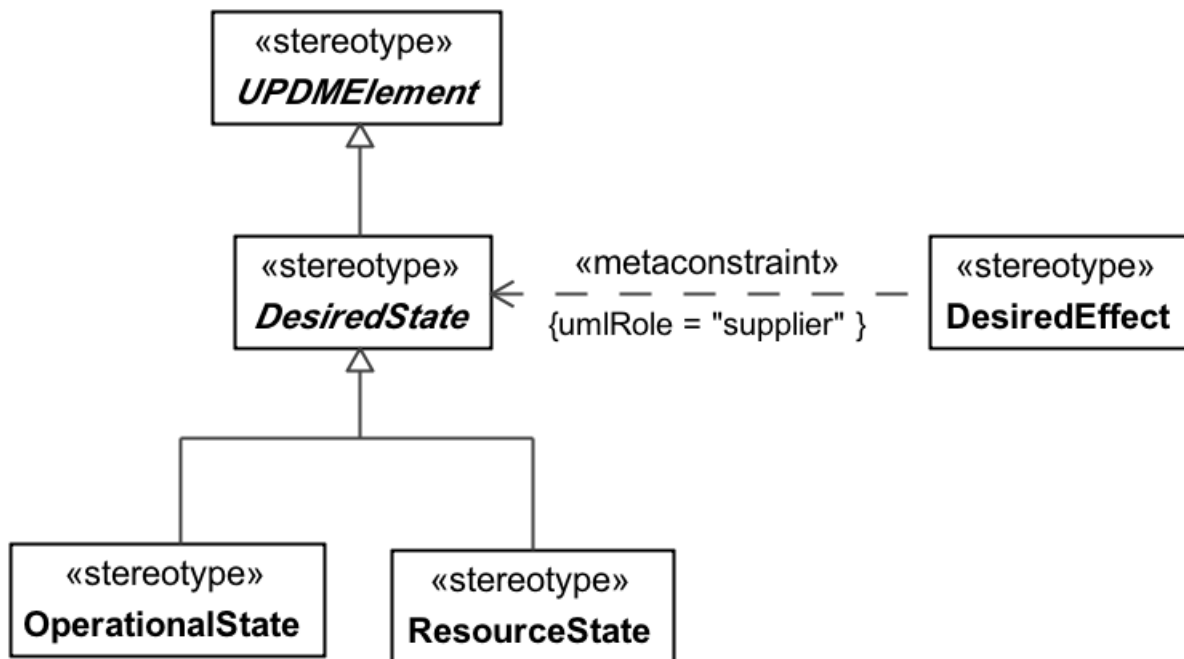 «stereotype»
UPDMElement
«stereotype»
DesiredState
«metaconstraint»
{umlRole = "supplier" }
«stereotype»
DesiredEffect
«stereotype»
OperationalState
«stereotype»
ResourceState